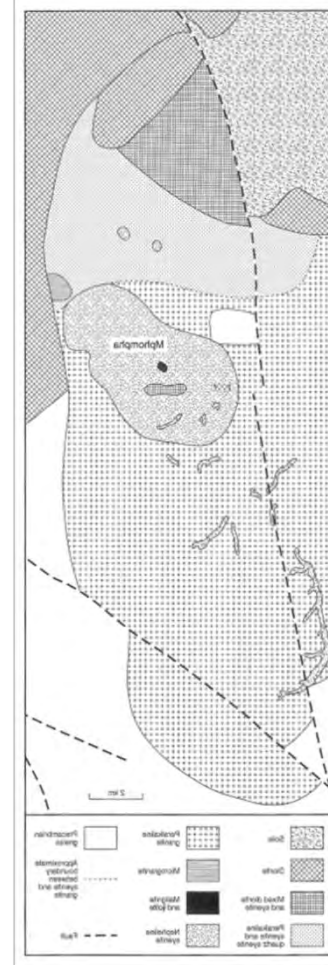 Mphompha
2 km
Soils
Diorite
Mixed diorite
and syenite
Peralkaline
syenite and
quartz syenite
Peralkaline
granite
Microgranite
Malignite
and ijolite
Nepheline
syenite
Precambrian
gneiss
Approximate
boundary
between
syenite and
granite
Fault